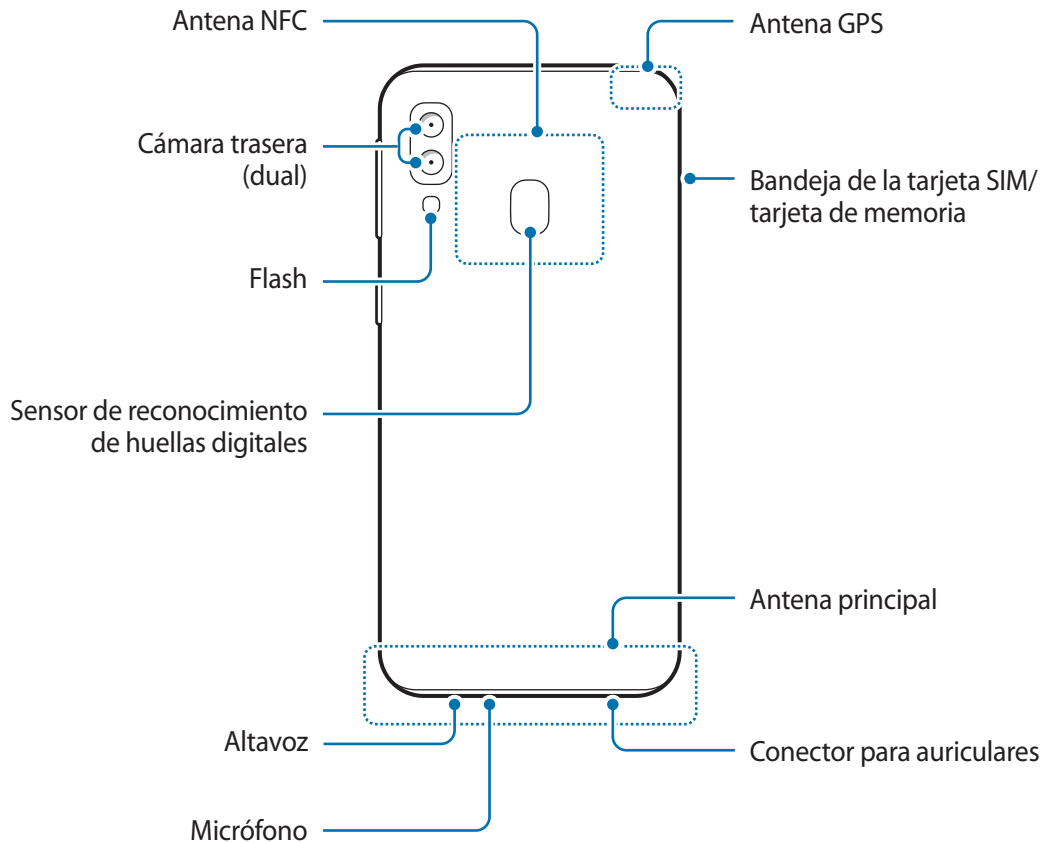 Antena NFC
Antena GPS
Cámara trasera
(dual)
Bandeja de la tarjeta SIM/
tarjeta de memoria
Flash
Sensor de reconocimiento
de huellas digitales
Antena principal
Altavoz
Conector para auriculares
Micrófono